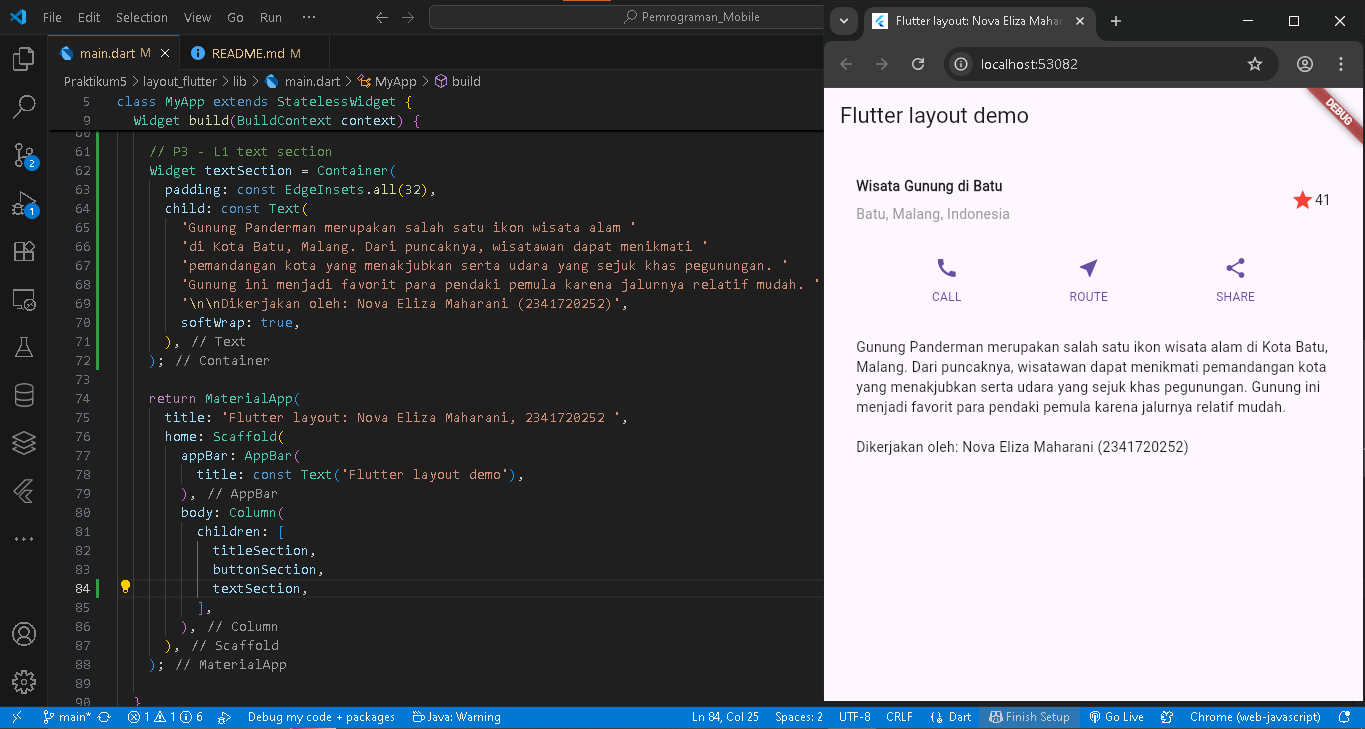 File Edit Selection View Go Run ··· ← → Pemrograman_Mobile
main.dart M × README.md M
Praktikum5 > layout_flutter > lib > main.dart > MyApp > build
5 class MyApp extends StatelessWidget {
9 Widget build(BuildContext context) {
60
61 // P3 - L1 text section
62 Widget textSection = Container(
63 padding: const EdgeInsets.all(32),
64 child: const Text(
65 'Gunung Panderman merupakan salah satu ikon wisata alam '
66 'di Kota Batu, Malang. Dari puncaknya, wisatawan dapat menikmati '
67 'pemandangan kota yang menakjubkan serta udara yang sejuk khas pegunungan. '
68 'Gunung ini menjadi favorit para pendaki pemula karena jalurnya relatif mudah. '
69 '\n\nDikerjakan oleh: Nova Eliza Maharani (2341720252)',
70 softWrap: true,
71 ), // Text
72 ); // Container
73
74 return MaterialApp(
75 title: 'Flutter layout: Nova Eliza Maharani, 2341720252 ',
76 home: Scaffold(
77 appBar: AppBar(
78 title: const Text('Flutter layout demo'),
79 ), // AppBar
80 body: Column(
81 children: [
82 titleSection,
83 buttonSection,
84 textSection,
85 ],
86 ), // Column
87 ), // Scaffold
88 ); // MaterialApp
89
90 }
2
1
main* 1 1 6 Debug my code + packages Java: Warning Ln 84, Col 25 Spaces: 2 UTF-8 CRLF Dart Finish Setup Go Live Chrome (web-javascript)
Flutter layout: Nova Eliza Mahar
localhost:53082
Flutter layout demo
DEBUG
Wisata Gunung di Batu
Batu, Malang, Indonesia
41
CALL ROUTE SHARE
Gunung Panderman merupakan salah satu ikon wisata alam di Kota Batu,
Malang. Dari puncaknya, wisatawan dapat menikmati pemandangan kota
yang menakjubkan serta udara yang sejuk khas pegunungan. Gunung ini
menjadi favorit para pendaki pemula karena jalurnya relatif mudah.
Dikerjakan oleh: Nova Eliza Maharani (2341720252)